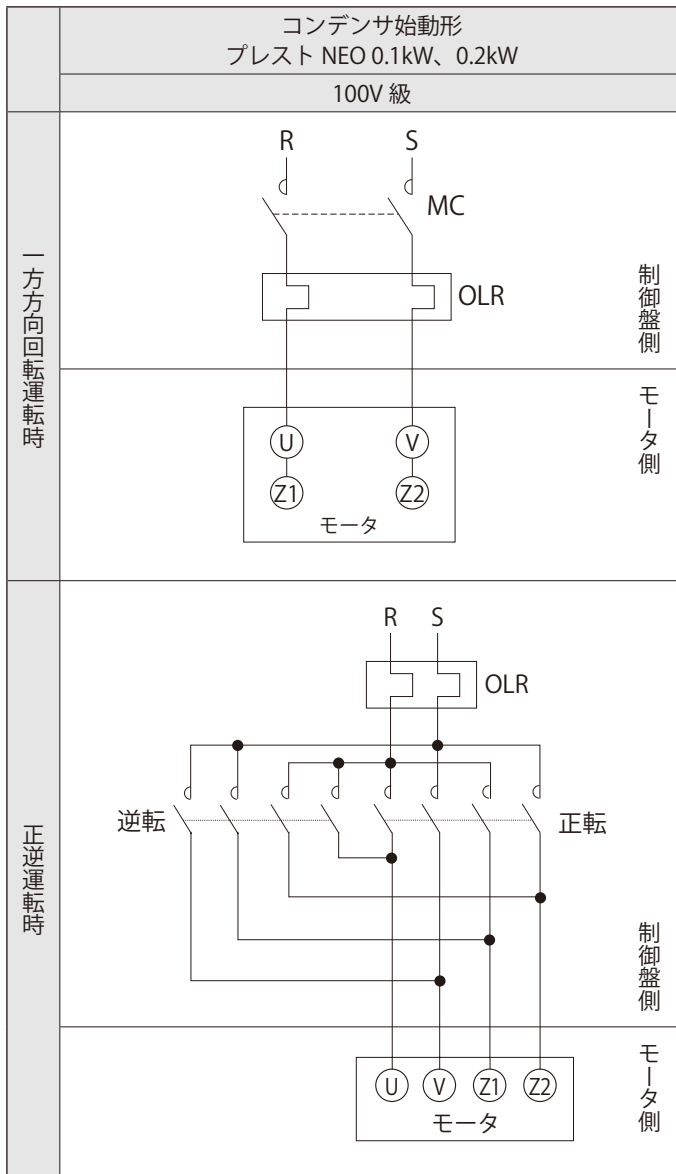 コンデンサ始動形
プレスト NEO 0.1kW、0.2kW
100V 級
一方方向回転運転時
R S
MC
OLR
制御盤側
モータ側
U V
Z1 Z2
モータ
正逆運転時
R S
OLR
逆転
正転
制御盤側
モータ側
U V Z1 Z2
モータ